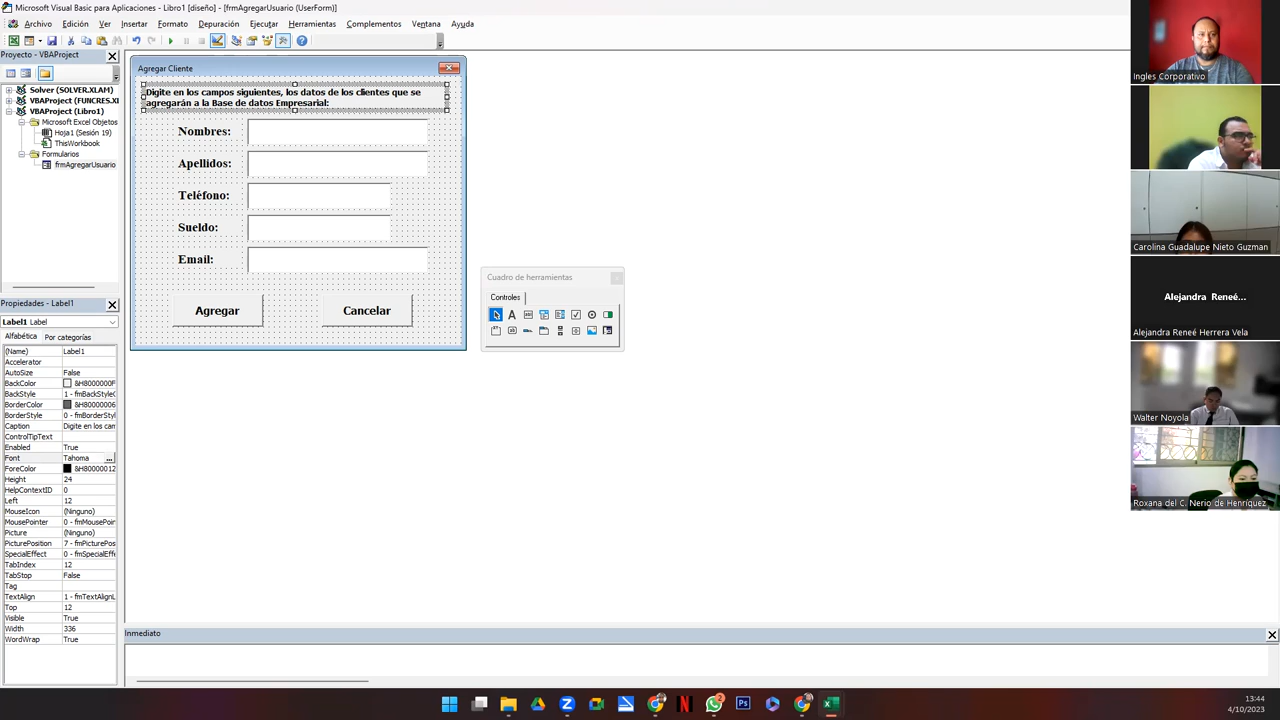 Microsoft Visual Basic para Aplicaciones - Libro1 [diseño] - [frmAgregarUsuario (UserForm)]
Archivo Edición Ver Insertar Formato Depuración Ejecutar Herramientas Complementos Ventana Ayuda
Proyecto - VBAProject
Solver (SOLVER.XLAM)
VBAProject (FUNCRES.XL
VBAProject (Libro1)
Microsoft Excel Objetos
Hoja1 (Sesión 19)
ThisWorkbook
Formularios
frmAgregarUsuario
Propiedades - Label1
Label1 Label
Alfabética Por categorías
(Name) Label1
Accelerator
AutoSize False
BackColor &H8000000F
BackStyle 1 - fmBackStyleO
BorderColor &H80000006
BorderStyle 0 - fmBorderStyl
Caption Digite en los cam
ControlTipText
Enabled True
Font Tahoma ...
ForeColor &H80000012
Height 24
HelpContextID 0
Left 12
MouseIcon (Ninguno)
MousePointer 0 - fmMousePoin
Picture (Ninguno)
PicturePosition 7 - fmPicturePos
SpecialEffect 0 - fmSpecialEffe
TabIndex 12
TabStop False
Tag
TextAlign 1 - fmTextAlignL
Top 12
Visible True
Width 336
WordWrap True
Agregar Cliente
Digite en los campos siguientes, los datos de los clientes que se
agregarán a la Base de datos Empresarial:
Nombres:
Apellidos:
Teléfono:
Sueldo:
Email:
Agregar Cancelar
Cuadro de herramientas
Controles
Inmediato
Ingles Corporativo
Carolina Guadalupe Nieto Guzman
Alejandra Reneé...
Alejandra Reneé Herrera Vela
Walter Noyola
Roxana del C. Nerio de Henríquez
13:44
4/10/2023